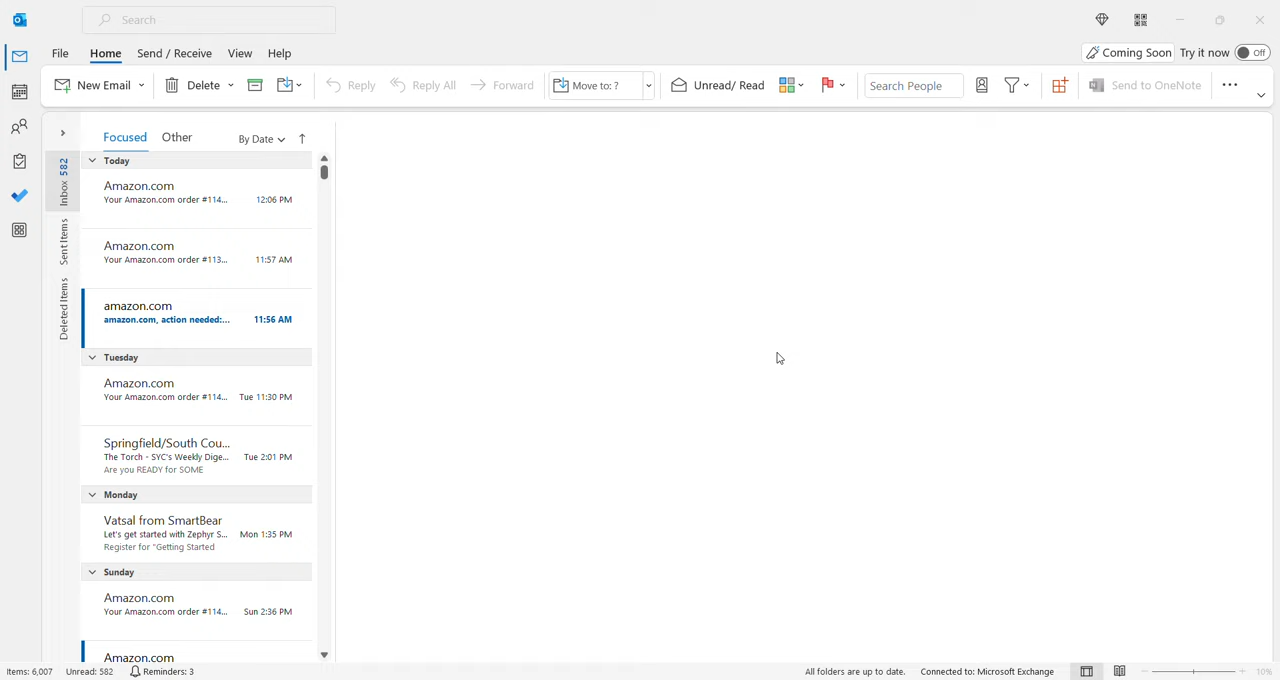 Search
File Home Send / Receive View Help
Coming Soon Try it now Off
New Email Delete Reply Reply All Forward Move to: ? Unread/ Read Search People Send to OneNote
Focused Other By Date
Inbox 582
Sent Items
Deleted Items
Today
Amazon.com
Your Amazon.com order #114... 12:06 PM
Amazon.com
Your Amazon.com order #113... 11:57 AM
amazon.com
amazon.com, action needed:... 11:56 AM
Tuesday
Amazon.com
Your Amazon.com order #114... Tue 11:30 PM
Springfield/South Cou...
The Torch - SYC's Weekly Dige... Tue 2:01 PM
Are you READY for SOME
Monday
Vatsal from SmartBear
Let's get started with Zephyr S... Mon 1:35 PM
Register for "Getting Started
Sunday
Amazon.com
Your Amazon.com order #114... Sun 2:36 PM
Amazon.com
Items: 6,007 Unread: 582 Reminders: 3 All folders are up to date. Connected to: Microsoft Exchange 10%